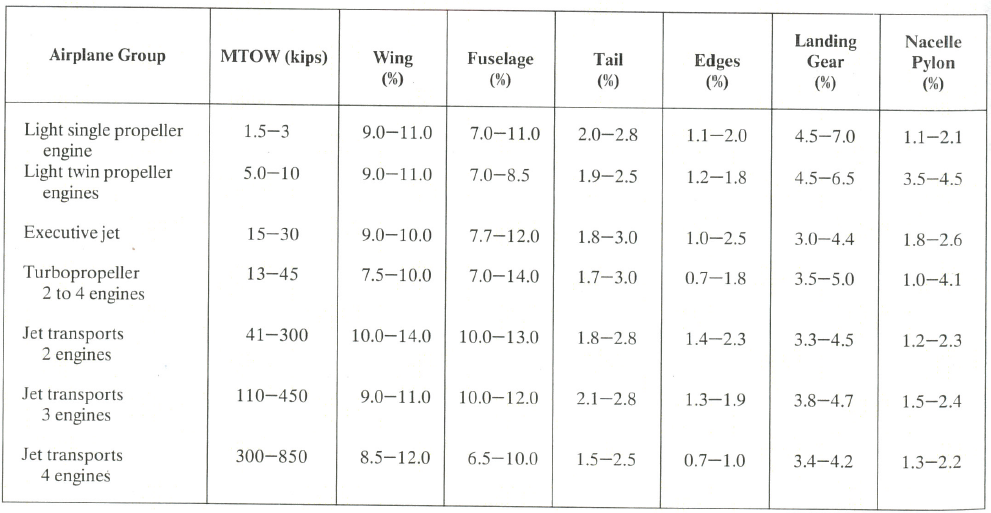 Airplane Group MTOW (kips) Wing (%) Fuselage (%) Tail (%) Edges (%) Landing Gear (%) Nacelle Pylon (%)
Light single propeller 1.5–3 9.0–11.0 7.0–11.0 2.0–2.8 1.1–2.0 4.5–7.0 1.1–2.1
engine
Light twin propeller 5.0–10 9.0–11.0 7.0–8.5 1.9–2.5 1.2–1.8 4.5–6.5 3.5–4.5
engines
Executive jet 15–30 9.0–10.0 7.7–12.0 1.8–3.0 1.0–2.5 3.0–4.4 1.8–2.6
Turbopropeller 13–45 7.5–10.0 7.0–14.0 1.7–3.0 0.7–1.8 3.5–5.0 1.0–4.1
2 to 4 engines
Jet transports 41–300 10.0–14.0 10.0–13.0 1.8–2.8 1.4–2.3 3.3–4.5 1.2–2.3
2 engines
Jet transports 110–450 9.0–11.0 10.0–12.0 2.1–2.8 1.3–1.9 3.8–4.7 1.5–2.4
3 engines
Jet transports 300–850 8.5–12.0 6.5–10.0 1.5–2.5 0.7–1.0 3.4–4.2 1.3–2.2
4 engines